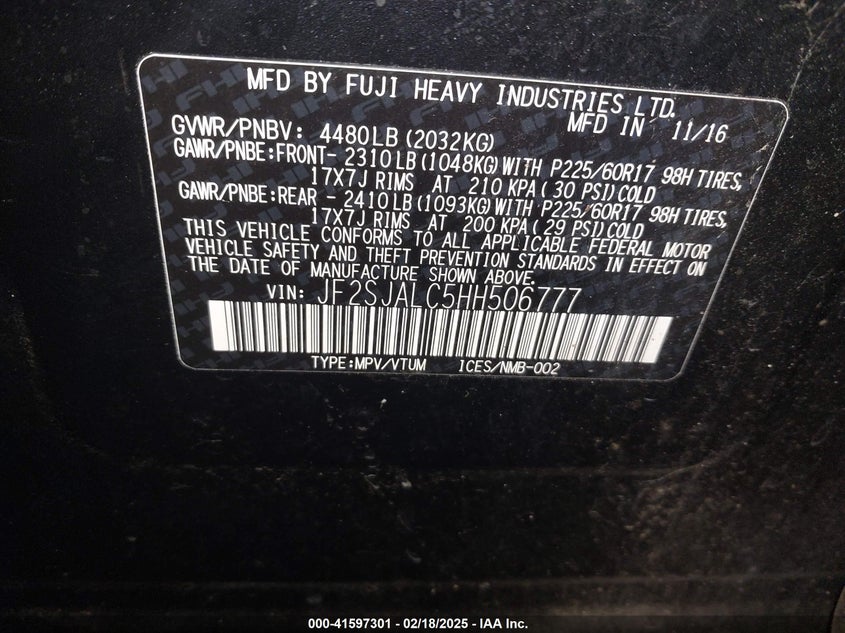 MFD BY FUJI HEAVY INDUSTRIES LTD.
MFD IN 11/16
GVWR/PNBV: 4480LB (2032KG)
GAWR/PNBE:FRONT- 2310LB (1048KG) WITH P225/60R17 98H TIRES,
17X7J RIMS AT 210 KPA ( 30 PSI) COLD
GAWR/PNBE:REAR - 2410LB (1093KG) WITH P225/60R17 98H TIRES,
17X7J RIMS AT 200 KPA ( 29 PSI) COLD
THIS VEHICLE CONFORMS TO ALL APPLICABLE FEDERAL MOTOR
VEHICLE SAFETY AND THEFT PREVENTION STANDARDS IN EFFECT ON
THE DATE OF MANUFACTURE SHOWN ABOVE.
VIN: JF2SJALC5HH506777
TYPE:MPV/VTUM ICES/NMB-002
000-41597301 - 02/18/2025 - IAA Inc.